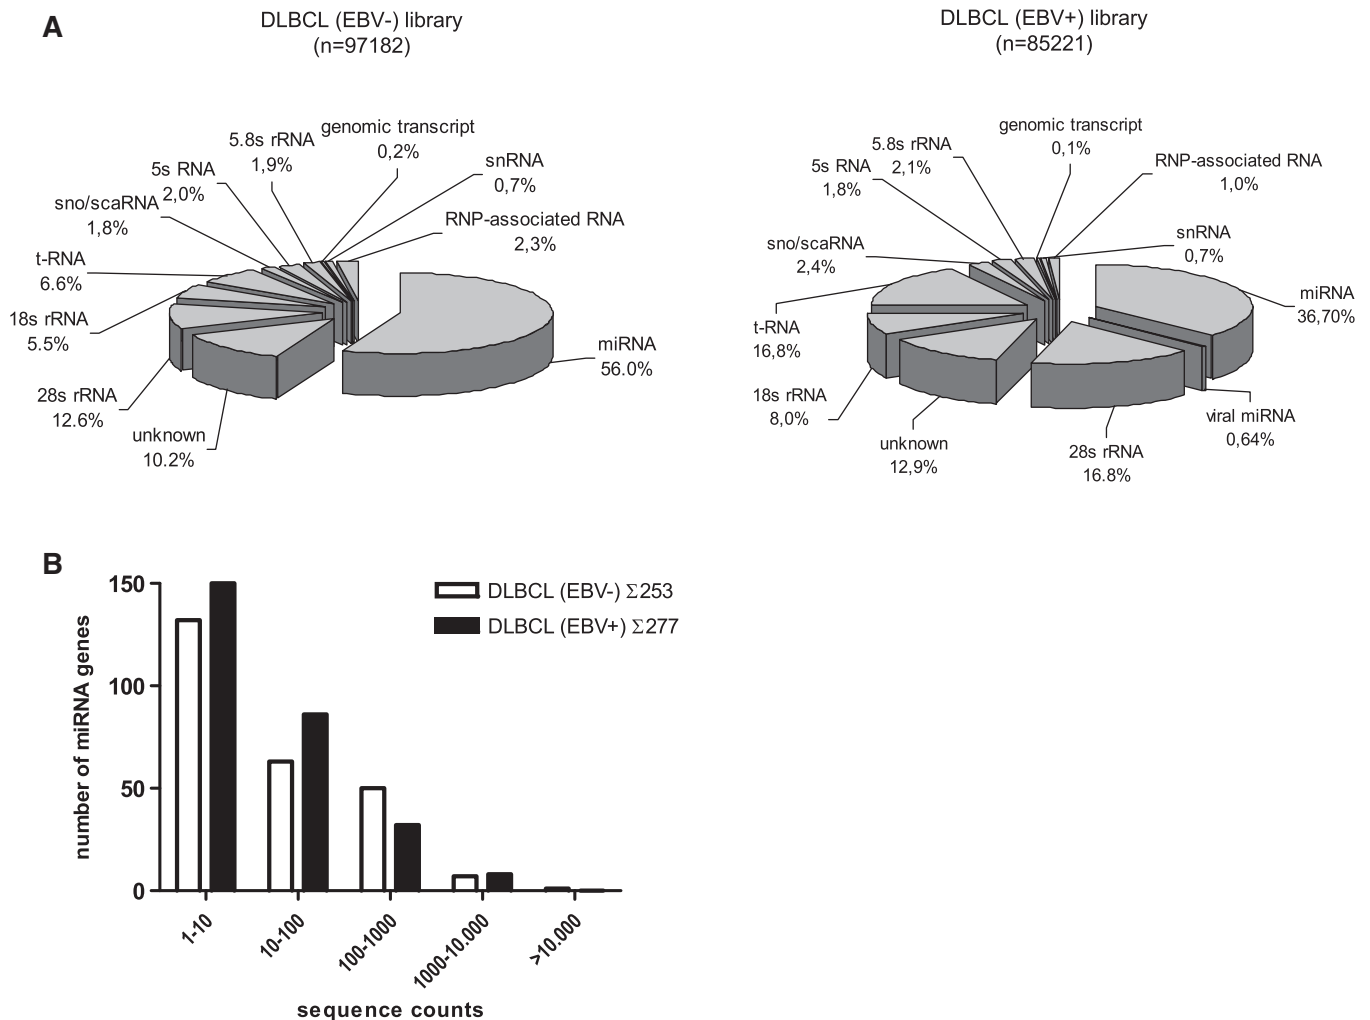 A
DLBCL (EBV-) library
(n=97182)
genomic transcript
0,2%
5.8s rRNA
1,9%
snRNA
0,7%
5s RNA
2,0%
sno/scaRNA
1,8%
RNP-associated RNA
2,3%
t-RNA
6.6%
18s rRNA
5.5%
miRNA
56.0%
28s rRNA
12.6%
unknown
10.2%
DLBCL (EBV+) library
(n=85221)
genomic transcript
0,1%
5.8s rRNA
2,1%
5s RNA
1,8%
RNP-associated RNA
1,0%
sno/scaRNA
2,4%
snRNA
0,7%
miRNA
36,70%
t-RNA
16,8%
18s rRNA
8,0%
viral miRNA
0,64%
unknown
12,9%
28s rRNA
16.8%
B
150
100
50
0
number of miRNA genes
DLBCL (EBV-) Σ253
DLBCL (EBV+) Σ277
1-10
10-100
100-1000
1000-10.000
>10.000
sequence counts